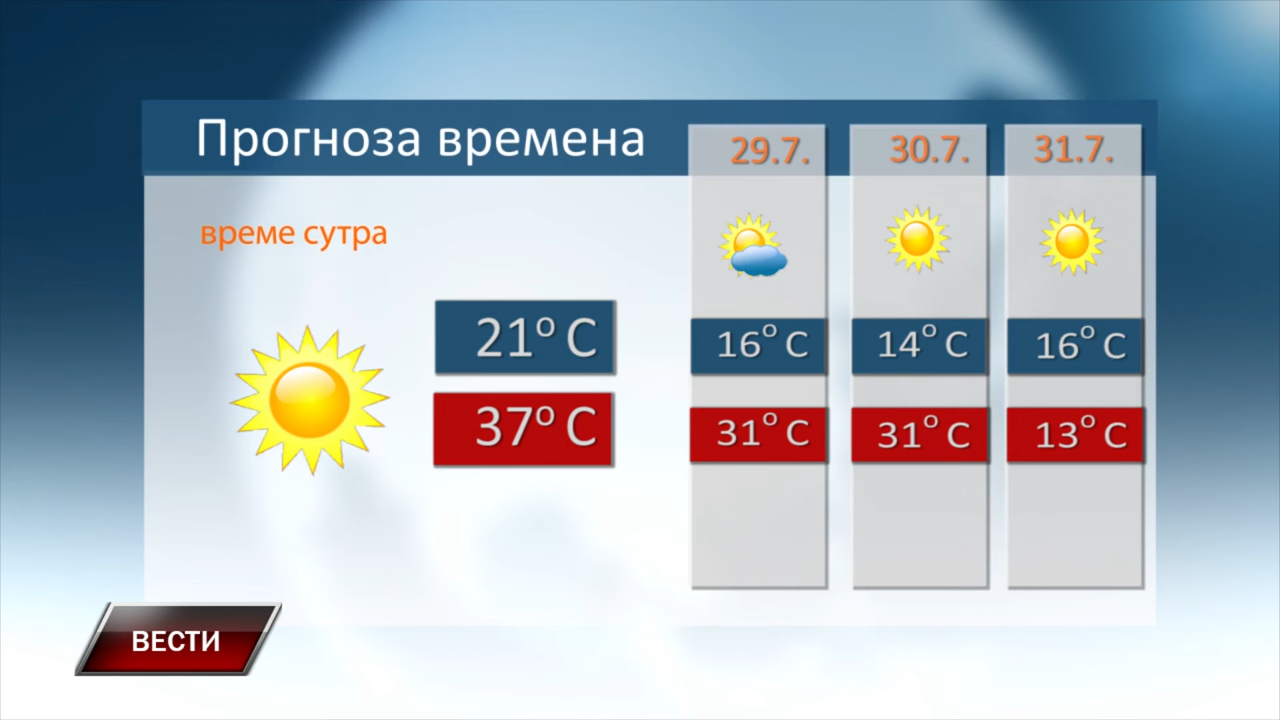 Прогноза времена
29.7.
30.7.
31.7.
време сутра
21° C
37° C
16° C
14° C
16° C
31° C
31° C
13° C
ВЕСТИ